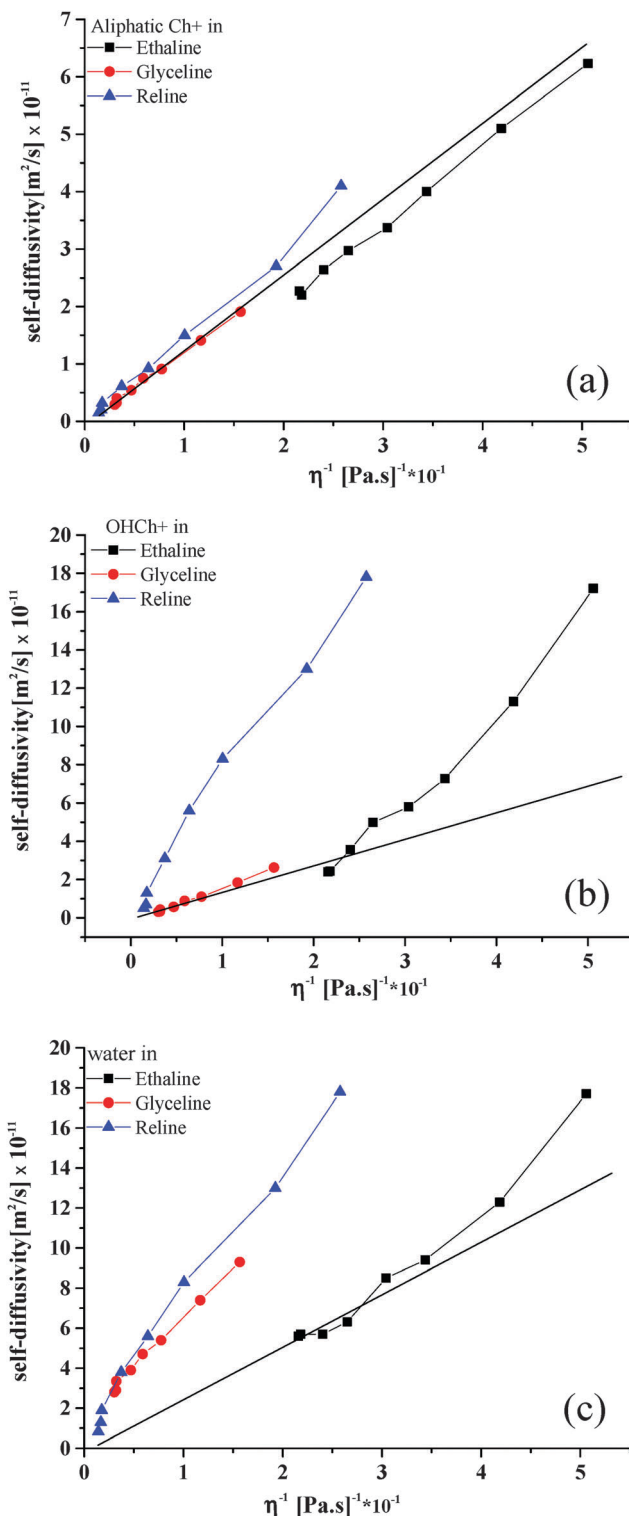 Aliphatic Ch+ in
Ethaline
Glyceline
Reline
self-diffusivity[m²/s] x 10⁻¹¹
6
5
4
3
2
1
0
(a)
0 1 2 3 4 5
η⁻¹ [Pa.s]⁻¹*10⁻¹
OHCh+ in
Ethaline
Glyceline
Reline
self-diffusivity[m²/s] x 10⁻¹¹
20
18
16
14
12
10
8
6
4
2
0
(b)
0 1 2 3 4 5
η⁻¹ [Pa.s]⁻¹*10⁻¹
water in
Ethaline
Glyceline
Reline
self-diffusivity[m²/s] x 10⁻¹¹
20
18
16
14
12
10
8
6
4
2
0
(c)
0 1 2 3 4 5
η⁻¹ [Pa.s]⁻¹*10⁻¹